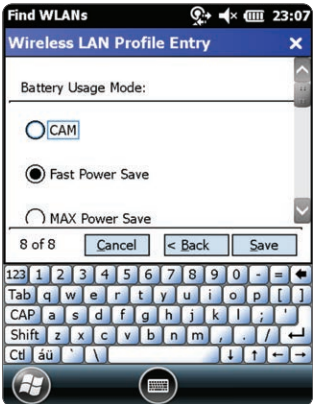 Find WLANs 23:07
Wireless LAN Profile Entry
Battery Usage Mode:
CAM
Fast Power Save
MAX Power Save
8 of 8 Cancel < Back Save
123 1 2 3 4 5 6 7 8 9 0 - =
Tab q w e r t y u i o p [ ]
CAP a s d f g h j k l ; '
Shift z x c v b n m , . /
Ctl áü ` \